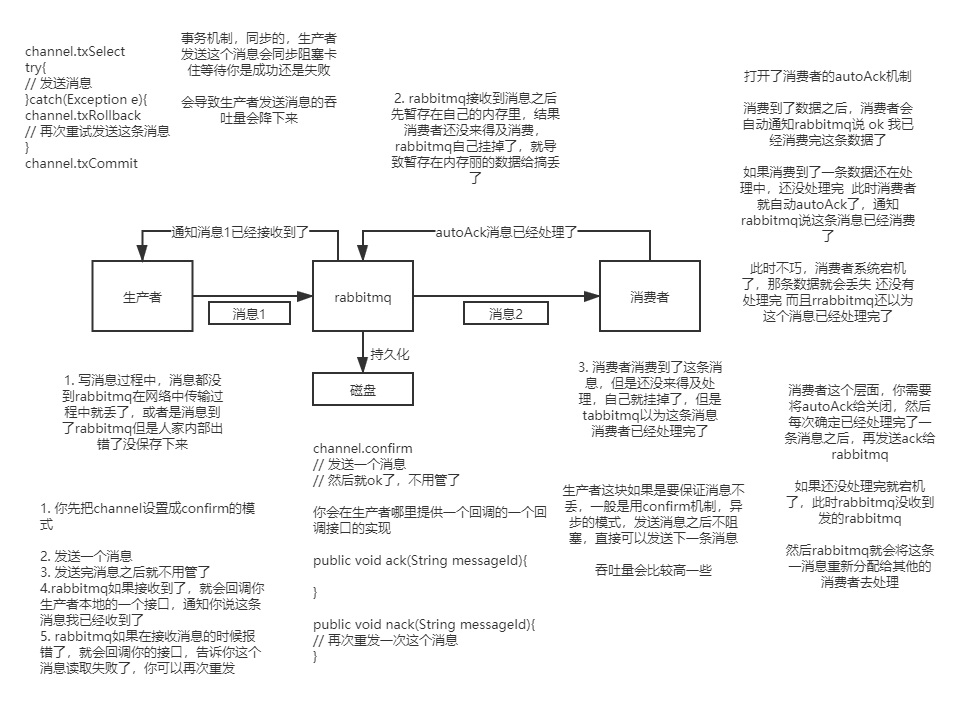 channel.txSelect
try{
// 发送消息
}catch(Exception e){
channel.txRollback
// 再次重试发送这条消息
}
channel.txCommit
事务机制，同步的，生产者
发送这个消息会同步阻塞卡
住等待你是成功还是失败
会导致生产者发送消息的吞
吐量会降下来
2. rabbitmq接收到消息之后
先暂存在自己的内存里，结果
消费者还没来得及消费，
rabbitmq自己挂掉了，就导
致暂存在内存丽的数据给搞丢
了
打开了消费者的autoAck机制
消费到了数据之后，消费者会
自动通知rabbitmq说 ok 我已
经消费完这条数据了
如果消费到了一条数据还在处
理中，还没处理完 此时消费者
就自动autoAck了，通知
rabbitmq说这条消息已经消费
了
此时不巧，消费者系统宕机
了，那条数据就会丢失 还没有
处理完 而且rrabbitmq还以为
这个消息已经处理完了
通知消息1已经接收到了
autoAck消息已经处理了
生产者
消息1
rabbitmq
消息2
消费者
持久化
磁盘
1. 写消息过程中，消息都没
到rabbitmq在网络中传输过
程中就丢了，或者是消息到
了rabbitmq但是人家内部出
错了没保存下来
3. 消费者消费到了这条消
息，但是还没来得及处
理，自己就挂掉了，但是
tabbitmq以为这条消息
消费者已经处理完了
消费者这个层面，你需要
将autoAck给关闭，然后
每次确定已经处理完了一
条消息之后，再发送ack给
rabbitmq
如果还没处理完就宕机
了，此时rabbitmq没收到
发的rabbitmq
然后rabbitmq就会将这条
一消息重新分配给其他的
消费者去处理
channel.confirm
// 发送一个消息
// 然后就ok了，不用管了
你会在生产者哪里提供一个回调的一个回
调接口的实现
public void ack(String messageId){
}
public void nack(String messageId){
// 再次重发一次这个消息
}
生产者这块如果是要保证消息不
丢，一般是用confirm机制，异
步的模式，发送消息之后不阻
塞，直接可以发送下一条消息
吞吐量会比较高一些
1. 你先把channel设置成confirm的模
式
2. 发送一个消息
3. 发送完消息之后就不用管了
4.rabbitmq如果接收到了，就会回调你
生产者本地的一个接口，通知你说这条
消息我已经收到了
5. rabbitmq如果在接收消息的时候报
错了，就会回调你的接口，告诉你这个
消息读取失败了，你可以再次重发